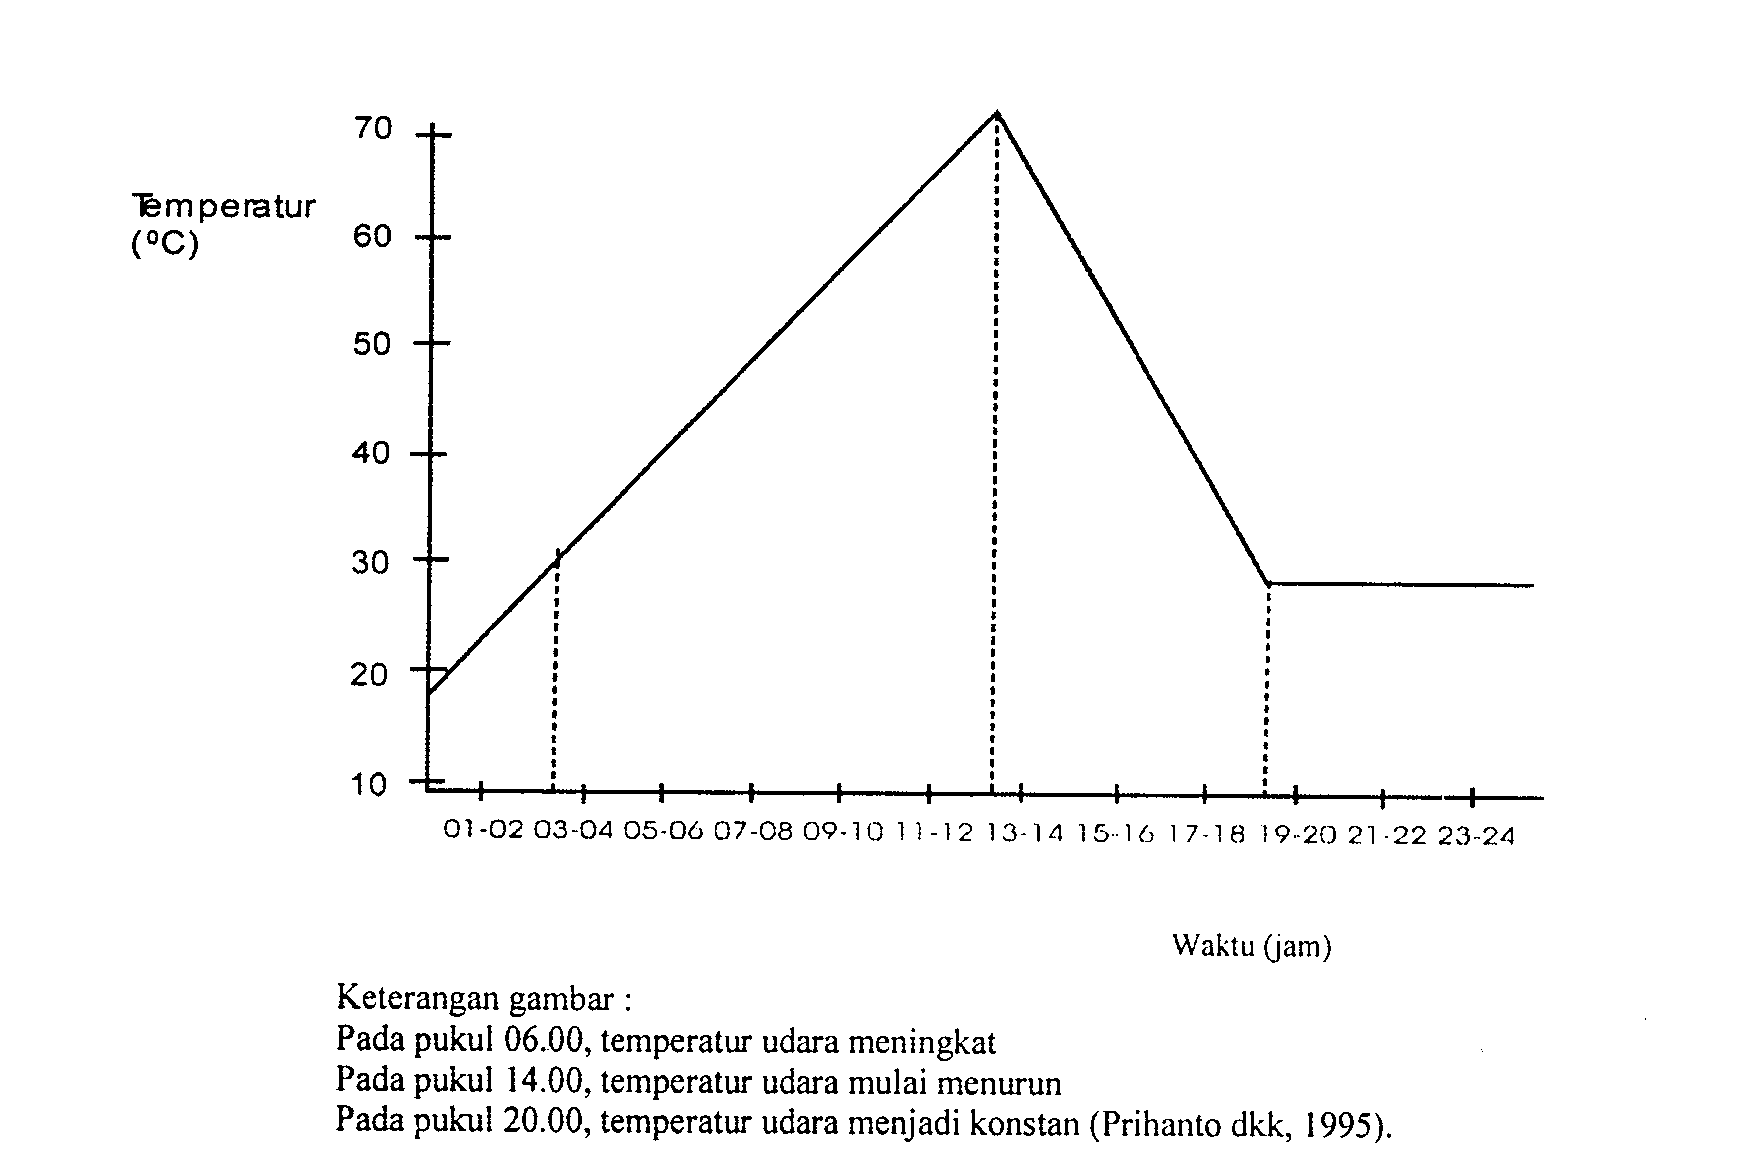 70
Temperatur
(⁰C)
60
50
40
30
20
10
01-02 03-04 05-06 07-08 09-10 11-12 13-14 15-16 17-18 19-20 21-22 23-24
Waktu (jam)
Keterangan gambar :
Pada pukul 06.00, temperatur udara meningkat
Pada pukul 14.00, temperatur udara mulai menurun
Pada pukul 20.00, temperatur udara menjadi konstan (Prihanto dkk, 1995).